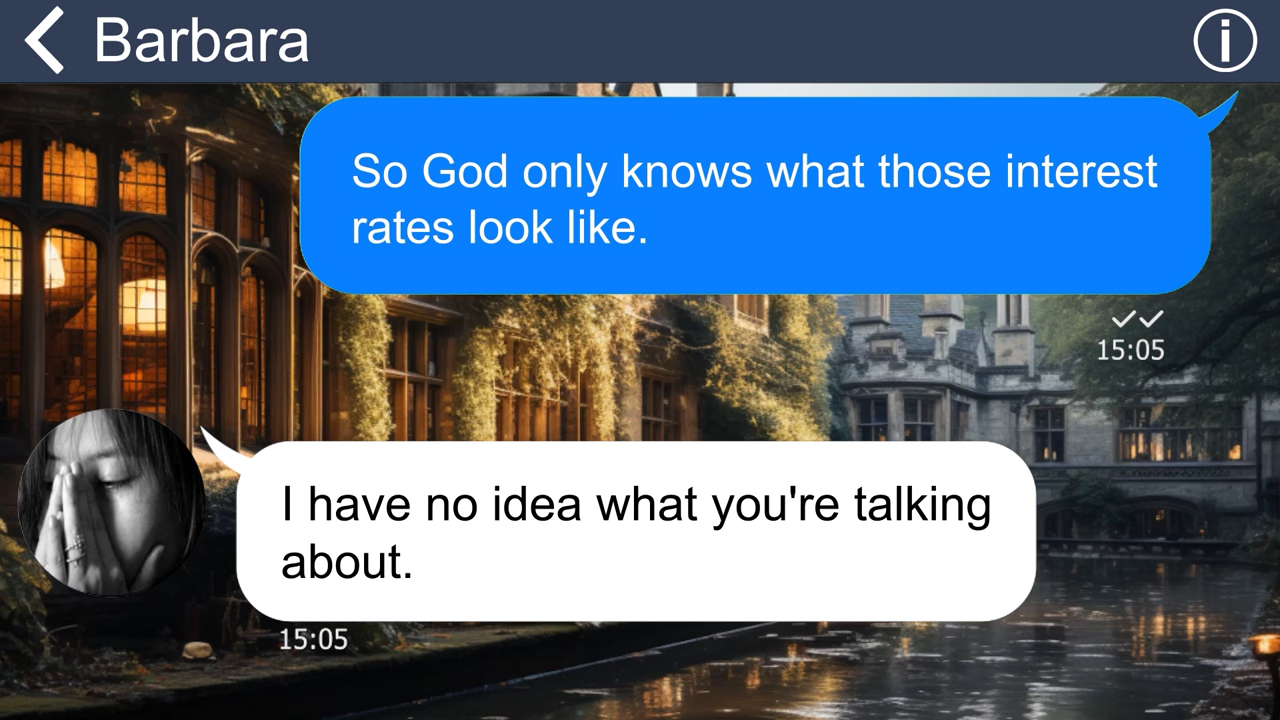 Barbara
So God only knows what those interest
rates look like.
15:05
I have no idea what you're talking
about.
15:05